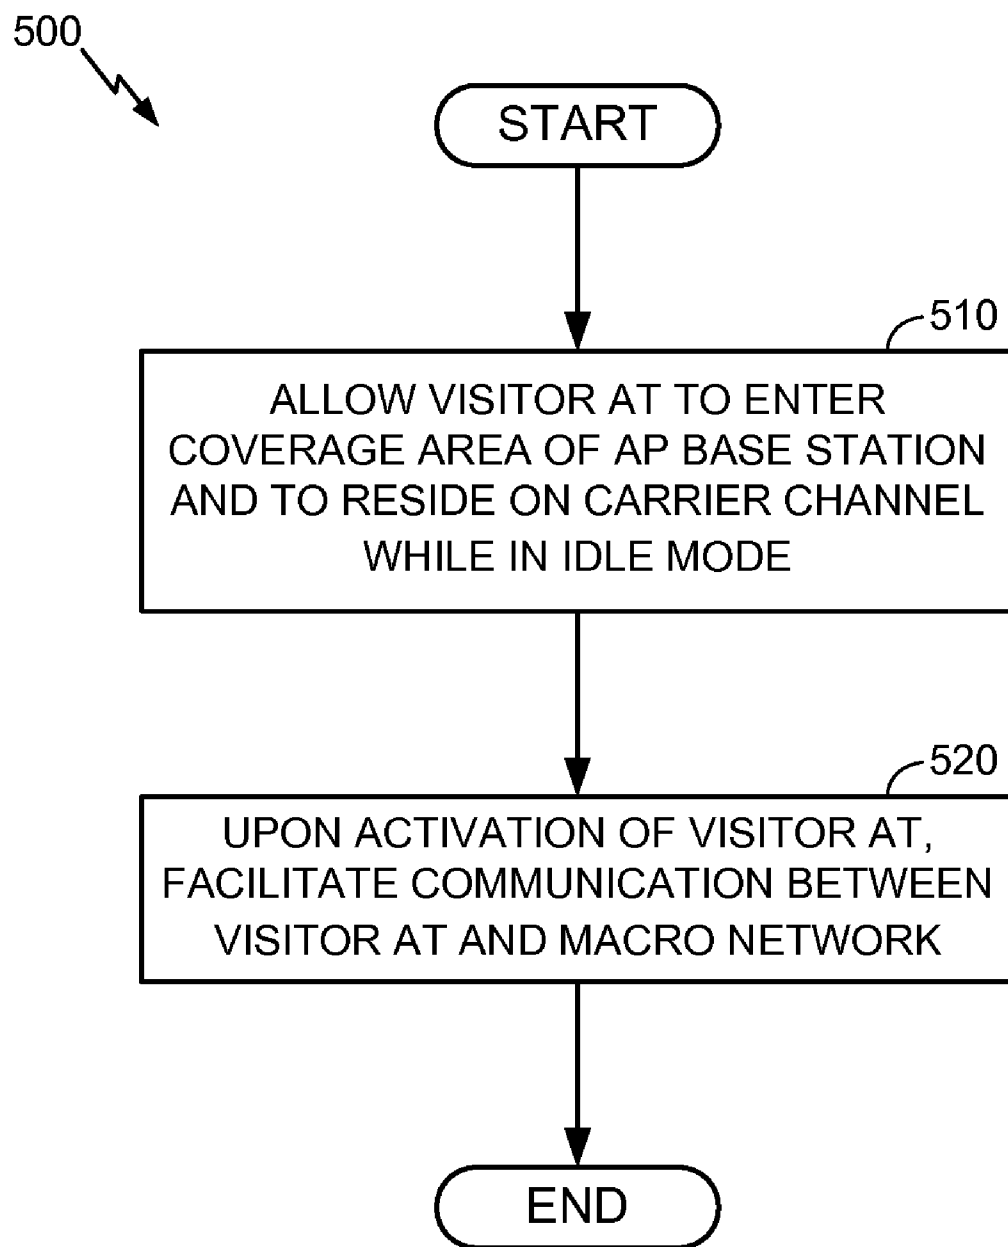 500
START
510
ALLOW VISITOR AT TO ENTER
COVERAGE AREA OF AP BASE STATION
AND TO RESIDE ON CARRIER CHANNEL
WHILE IN IDLE MODE
520
UPON ACTIVATION OF VISITOR AT,
FACILITATE COMMUNICATION BETWEEN
VISITOR AT AND MACRO NETWORK
END